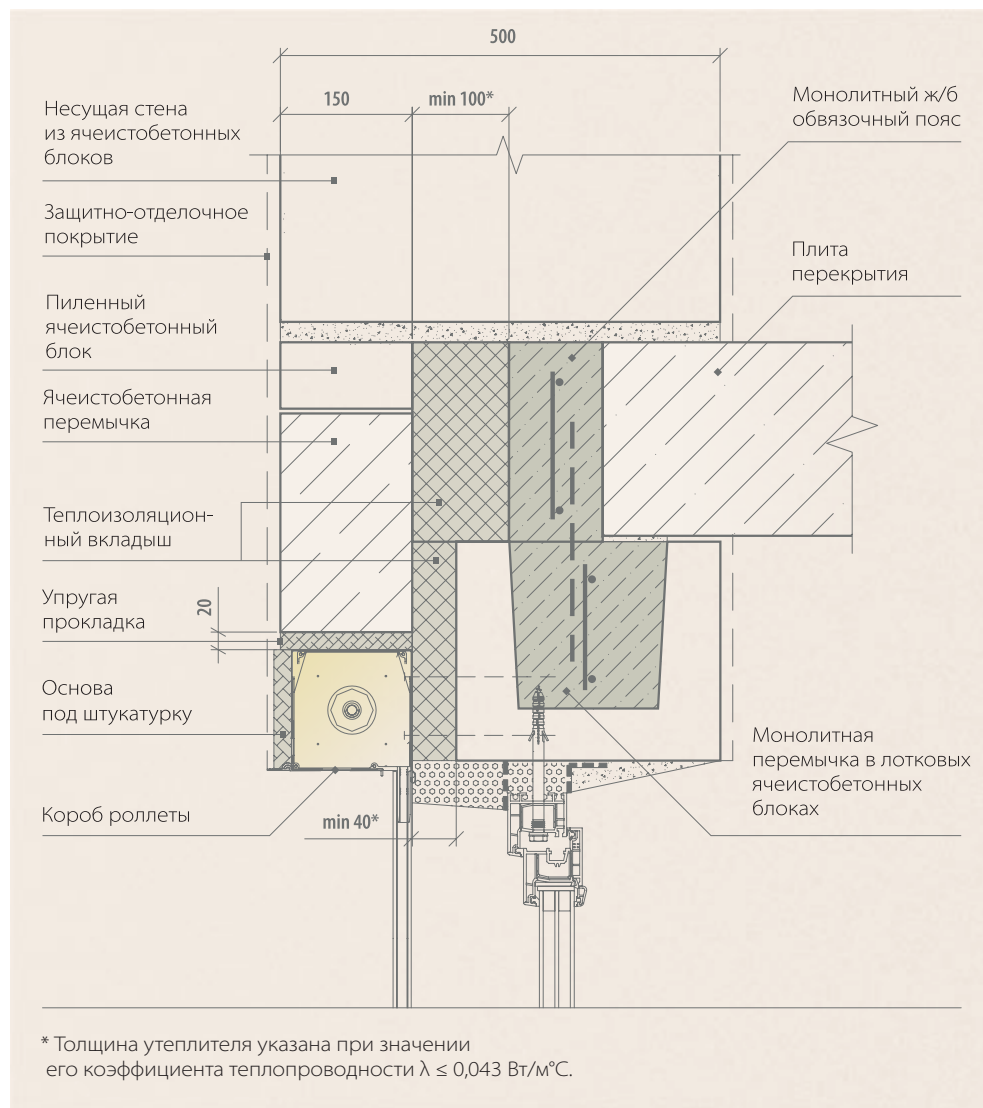 500
150
min 100*
Несущая стена
из ячеистобетонных
блоков
Защитно-отделочное
покрытие
Пиленный
ячеистобетонный
блок
Ячеистобетонная
перемычка
Теплоизоляцион-
ный вкладыш
Упругая
прокладка
20
Основа
под штукатурку
Короб роллеты
min 40*
Монолитный ж/б
обвязочный пояс
Плита
перекрытия
Монолитная
перемычка в лотковых
ячеистобетонных
блоках
* Толщина утеплителя указана при значении
его коэффициента теплопроводности λ ≤ 0,043 Вт/м°С.